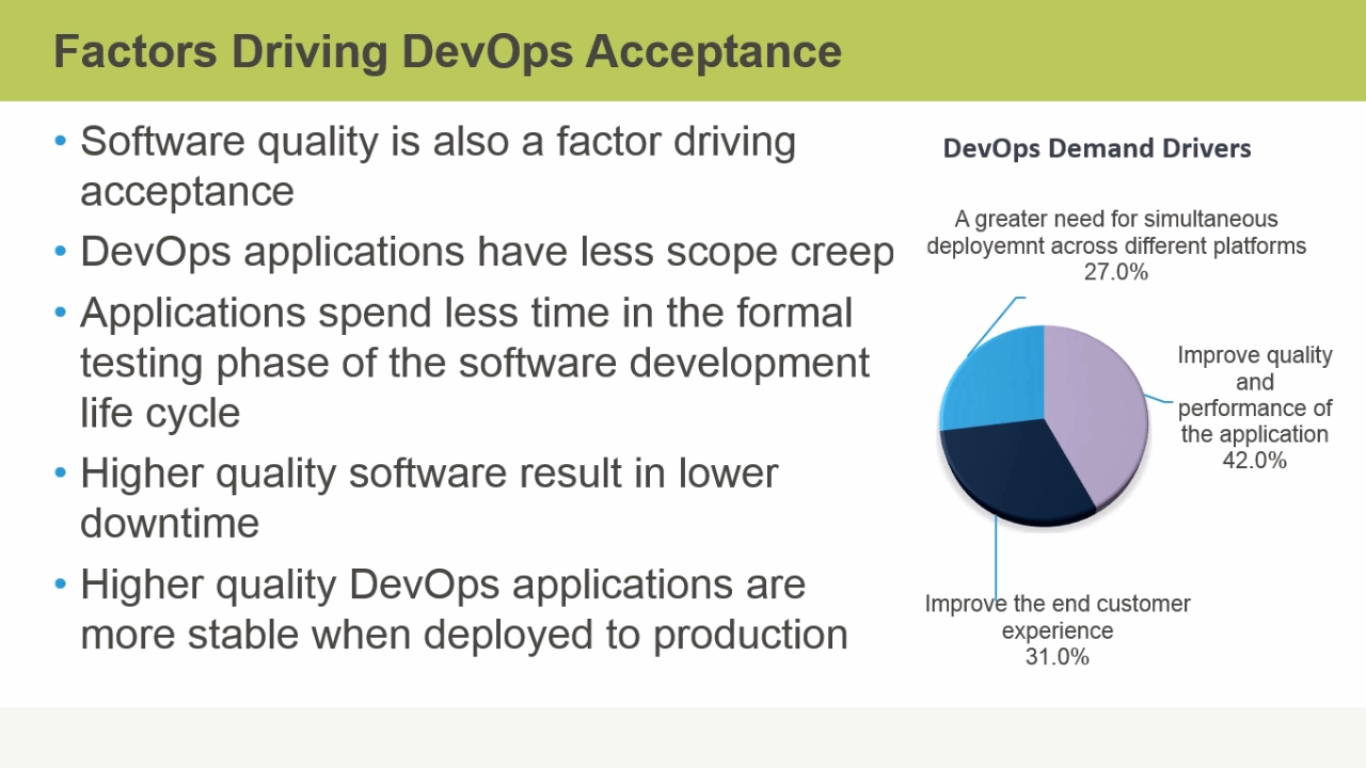 Factors Driving DevOps Acceptance
• Software quality is also a factor driving
acceptance
• DevOps applications have less scope creep
• Applications spend less time in the formal
testing phase of the software development
life cycle
• Higher quality software result in lower
downtime
• Higher quality DevOps applications are
more stable when deployed to production
DevOps Demand Drivers
A greater need for simultaneous
deployemnt across different platforms
27.0%
Improve quality
and
performance of
the application
42.0%
Improve the end customer
experience
31.0%